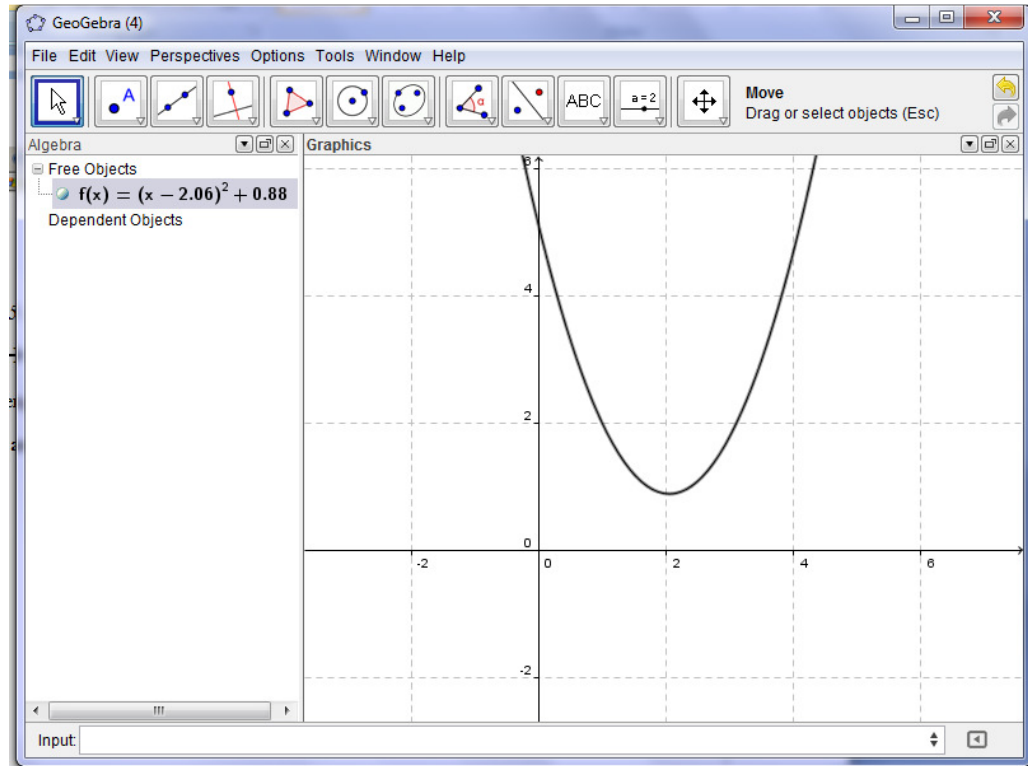 GeoGebra (4)
File Edit View Perspectives Options Tools Window Help
A
α
ABC
a=2
Move
Drag or select objects (Esc)
Algebra
Graphics
Free Objects
f(x) = (x − 2.06)² + 0.88
Dependent Objects
6
4
2
0
-2 0 2 4 6
-2
Input: